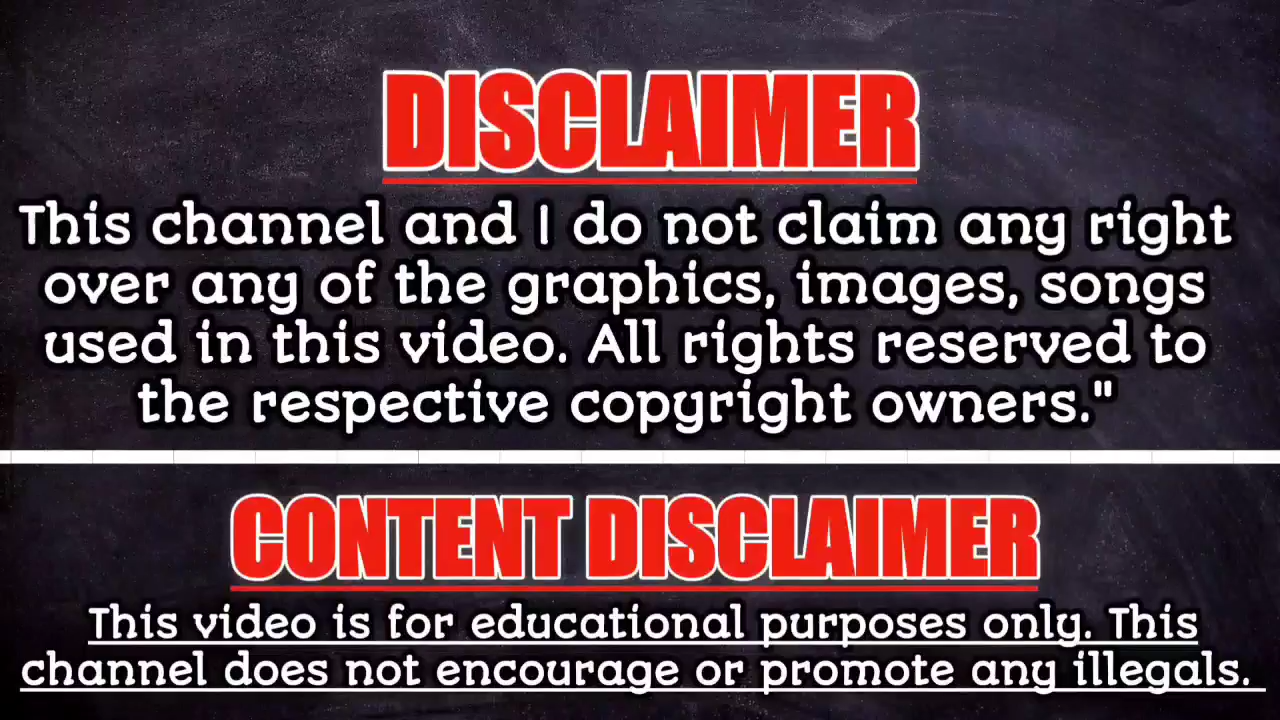 DISCLAIMER
This channel and I do not claim any right
over any of the graphics, images, songs
used in this video. All rights reserved to
the respective copyright owners."
CONTENT DISCLAIMER
This video is for educational purposes only. This
channel does not encourage or promote any illegals.